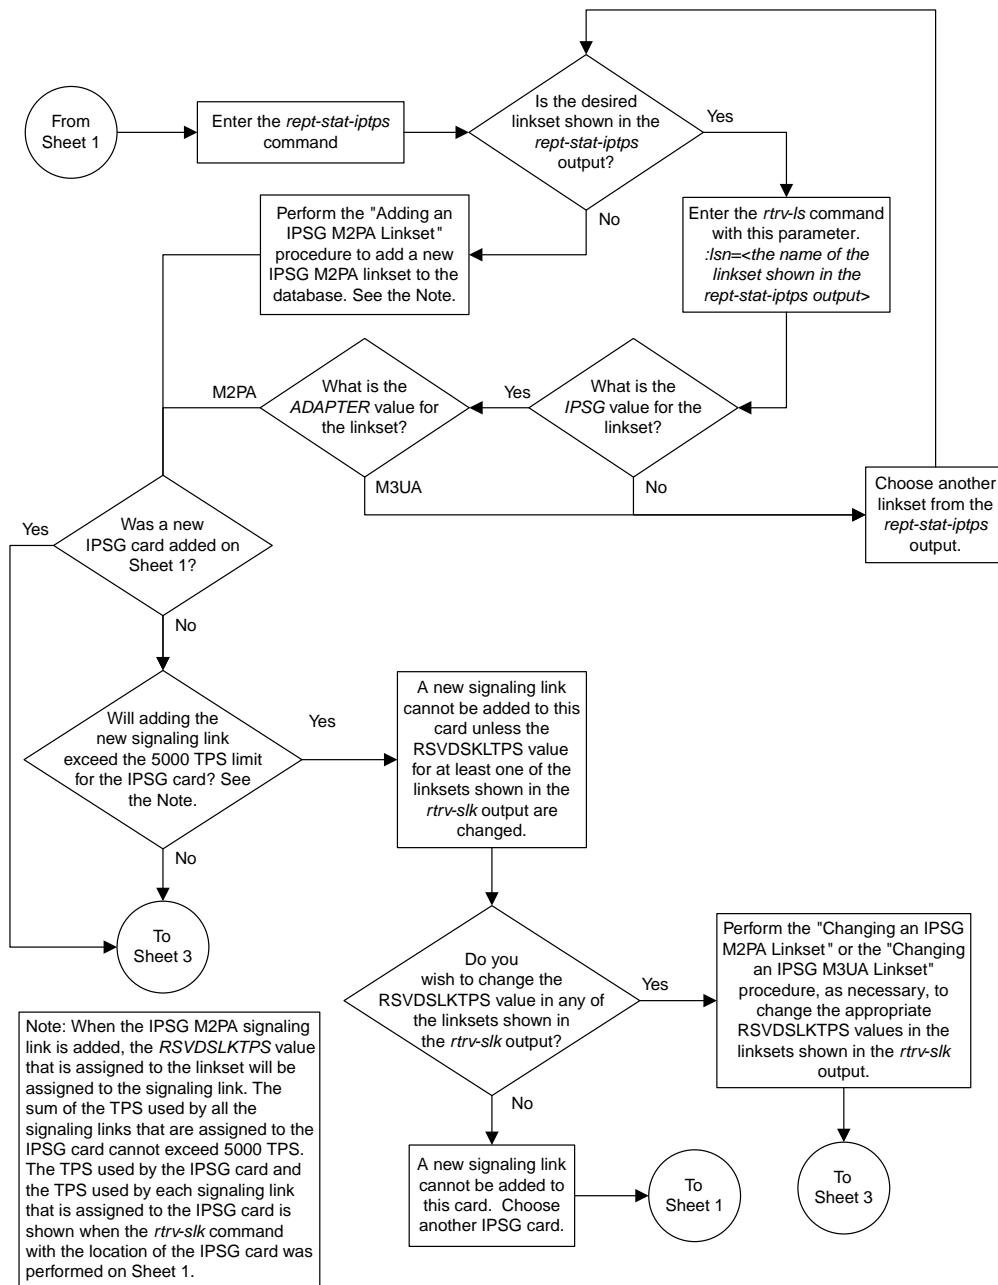 From
Sheet 1
Enter the rept-stat-iptps
command
Is the desired
linkset shown in the
rept-stat-iptps
output?
Yes
No
Perform the "Adding an
IPSG M2PA Linkset"
procedure to add a new
IPSG M2PA linkset to the
database. See the Note.
Enter the rtrv-ls command
with this parameter.
:lsn=<the name of the
linkset shown in the
rept-stat-iptps output>
M2PA
What is the
ADAPTER value for
the linkset?
Yes
What is the
IPSG value for the
linkset?
M3UA
No
Choose another
linkset from the
rept-stat-iptps
output.
Yes
Was a new
IPSG card added on
Sheet 1?
No
Will adding the
new signaling link
exceed the 5000 TPS limit
for the IPSG card? See
the Note.
Yes
A new signaling link
cannot be added to this
card unless the
RSVDSKLTPS value
for at least one of the
linksets shown in the
rtrv-slk output are
changed.
No
To
Sheet 3
Do you
wish to change the
RSVDSLKTPS value in any of
the linksets shown in
the rtrv-slk output?
Yes
Perform the "Changing an IPSG
M2PA Linkset" or the "Changing
an IPSG M3UA Linkset"
procedure, as necessary, to
change the appropriate
RSVDSLKTPS values in the
linksets shown in the rtrv-slk
output.
No
Note: When the IPSG M2PA signaling
link is added, the RSVDSLKTPS value
that is assigned to the linkset will be
assigned to the signaling link. The
sum of the TPS used by all the
signaling links that are assigned to the
IPSG card cannot exceed 5000 TPS.
The TPS used by the IPSG card and
the TPS used by each signaling link
that is assigned to the IPSG card is
shown when the rtrv-slk command
with the location of the IPSG card was
performed on Sheet 1.
A new signaling link
cannot be added to
this card. Choose
another IPSG card.
To
Sheet 1
To
Sheet 3